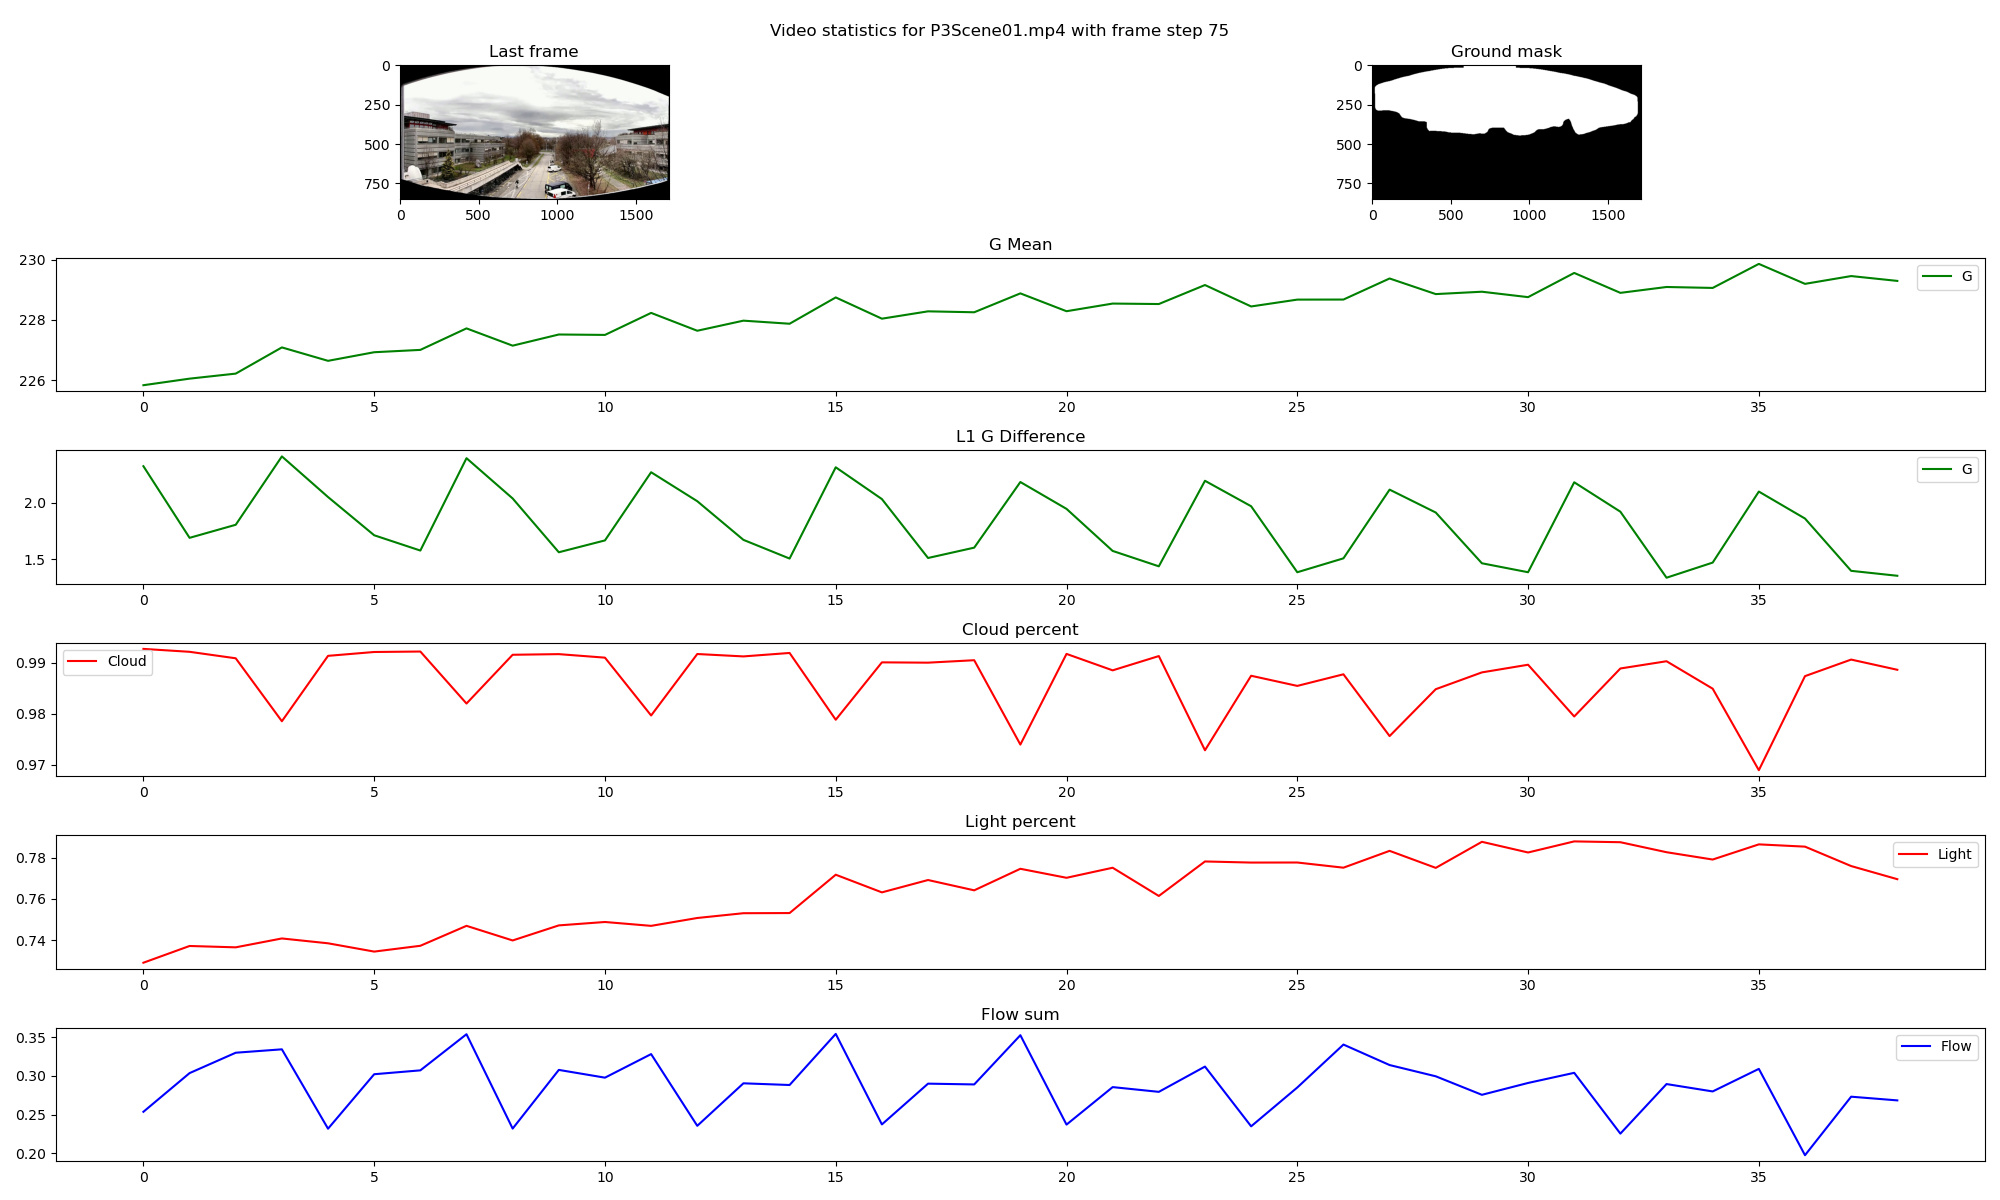 Video statistics for P3Scene01.mp4 with frame step 75
Last frame
Ground mask
0
250
500
750
0 500 1000 1500
0
250
500
750
0 500 1000 1500
G Mean
230
228
226
G
0 5 10 15 20 25 30 35
L1 G Difference
2.0
1.5
G
0 5 10 15 20 25 30 35
Cloud percent
0.99
0.98
0.97
Cloud
0 5 10 15 20 25 30 35
Light percent
0.78
0.76
0.74
Light
0 5 10 15 20 25 30 35
Flow sum
0.35
0.30
0.25
0.20
Flow
0 5 10 15 20 25 30 35